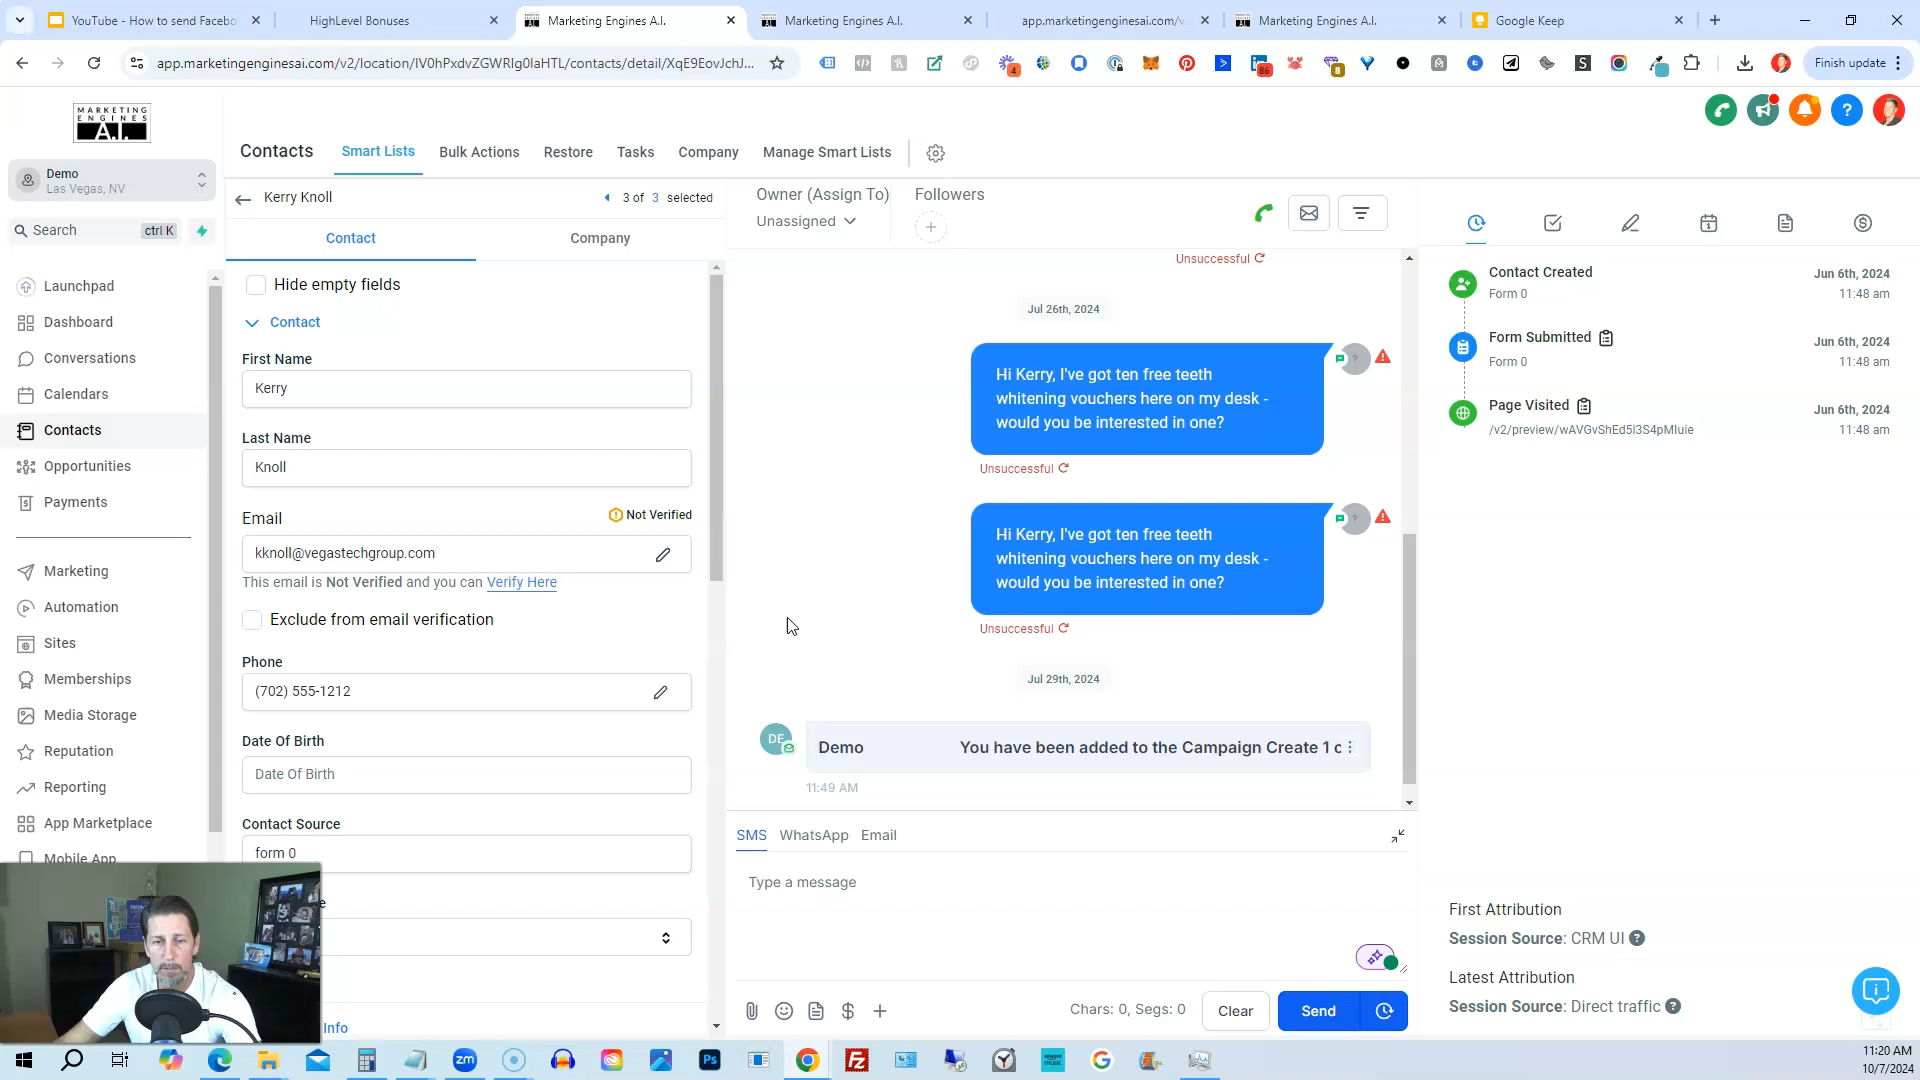 YouTube - How to send Facebo
HighLevel Bonuses
Marketing Engines A.I.
Marketing Engines A.I.
app.marketingenginesai.com/v
Marketing Engines A.I.
Google Keep
app.marketingenginesai.com/v2/location/lV0hPxdvZGWRIg0laHTL/contacts/detail/XqE9EovJchJ...
4
86
8
Finish update
MARKETING
ENGINES
A.I.
Demo
Las Vegas, NV
Search
ctrl K
Launchpad
Dashboard
Conversations
Calendars
Contacts
Opportunities
Payments
Marketing
Automation
Sites
Memberships
Media Storage
Reputation
Reporting
App Marketplace
Mobile App
Contacts
Smart Lists
Bulk Actions
Restore
Tasks
Company
Manage Smart Lists
Kerry Knoll
3 of 3 selected
Contact
Company
Hide empty fields
Contact
First Name
Kerry
Last Name
Knoll
Email
Not Verified
kknoll@vegastechgroup.com
This email is Not Verified and you can Verify Here
Exclude from email verification
Phone
(702) 555-1212
Date Of Birth
Date Of Birth
Contact Source
form 0
e
Info
Owner (Assign To)
Unassigned
Followers
Unsuccessful
Jul 26th, 2024
Hi Kerry, I've got ten free teeth
whitening vouchers here on my desk -
would you be interested in one?
Unsuccessful
Hi Kerry, I've got ten free teeth
whitening vouchers here on my desk -
would you be interested in one?
Unsuccessful
Jul 29th, 2024
DE
Demo
You have been added to the Campaign Create 1 c
11:49 AM
SMS
WhatsApp
Email
Type a message
Chars: 0, Segs: 0
Clear
Send
Contact Created
Jun 6th, 2024
Form 0
11:48 am
Form Submitted
Jun 6th, 2024
Form 0
11:48 am
Page Visited
Jun 6th, 2024
/v2/preview/wAVGvShEd5l3S4pMIuie
11:48 am
First Attribution
Session Source: CRM UI
Latest Attribution
Session Source: Direct traffic
zm
Ps
Fz
11:20 AM
10/7/2024